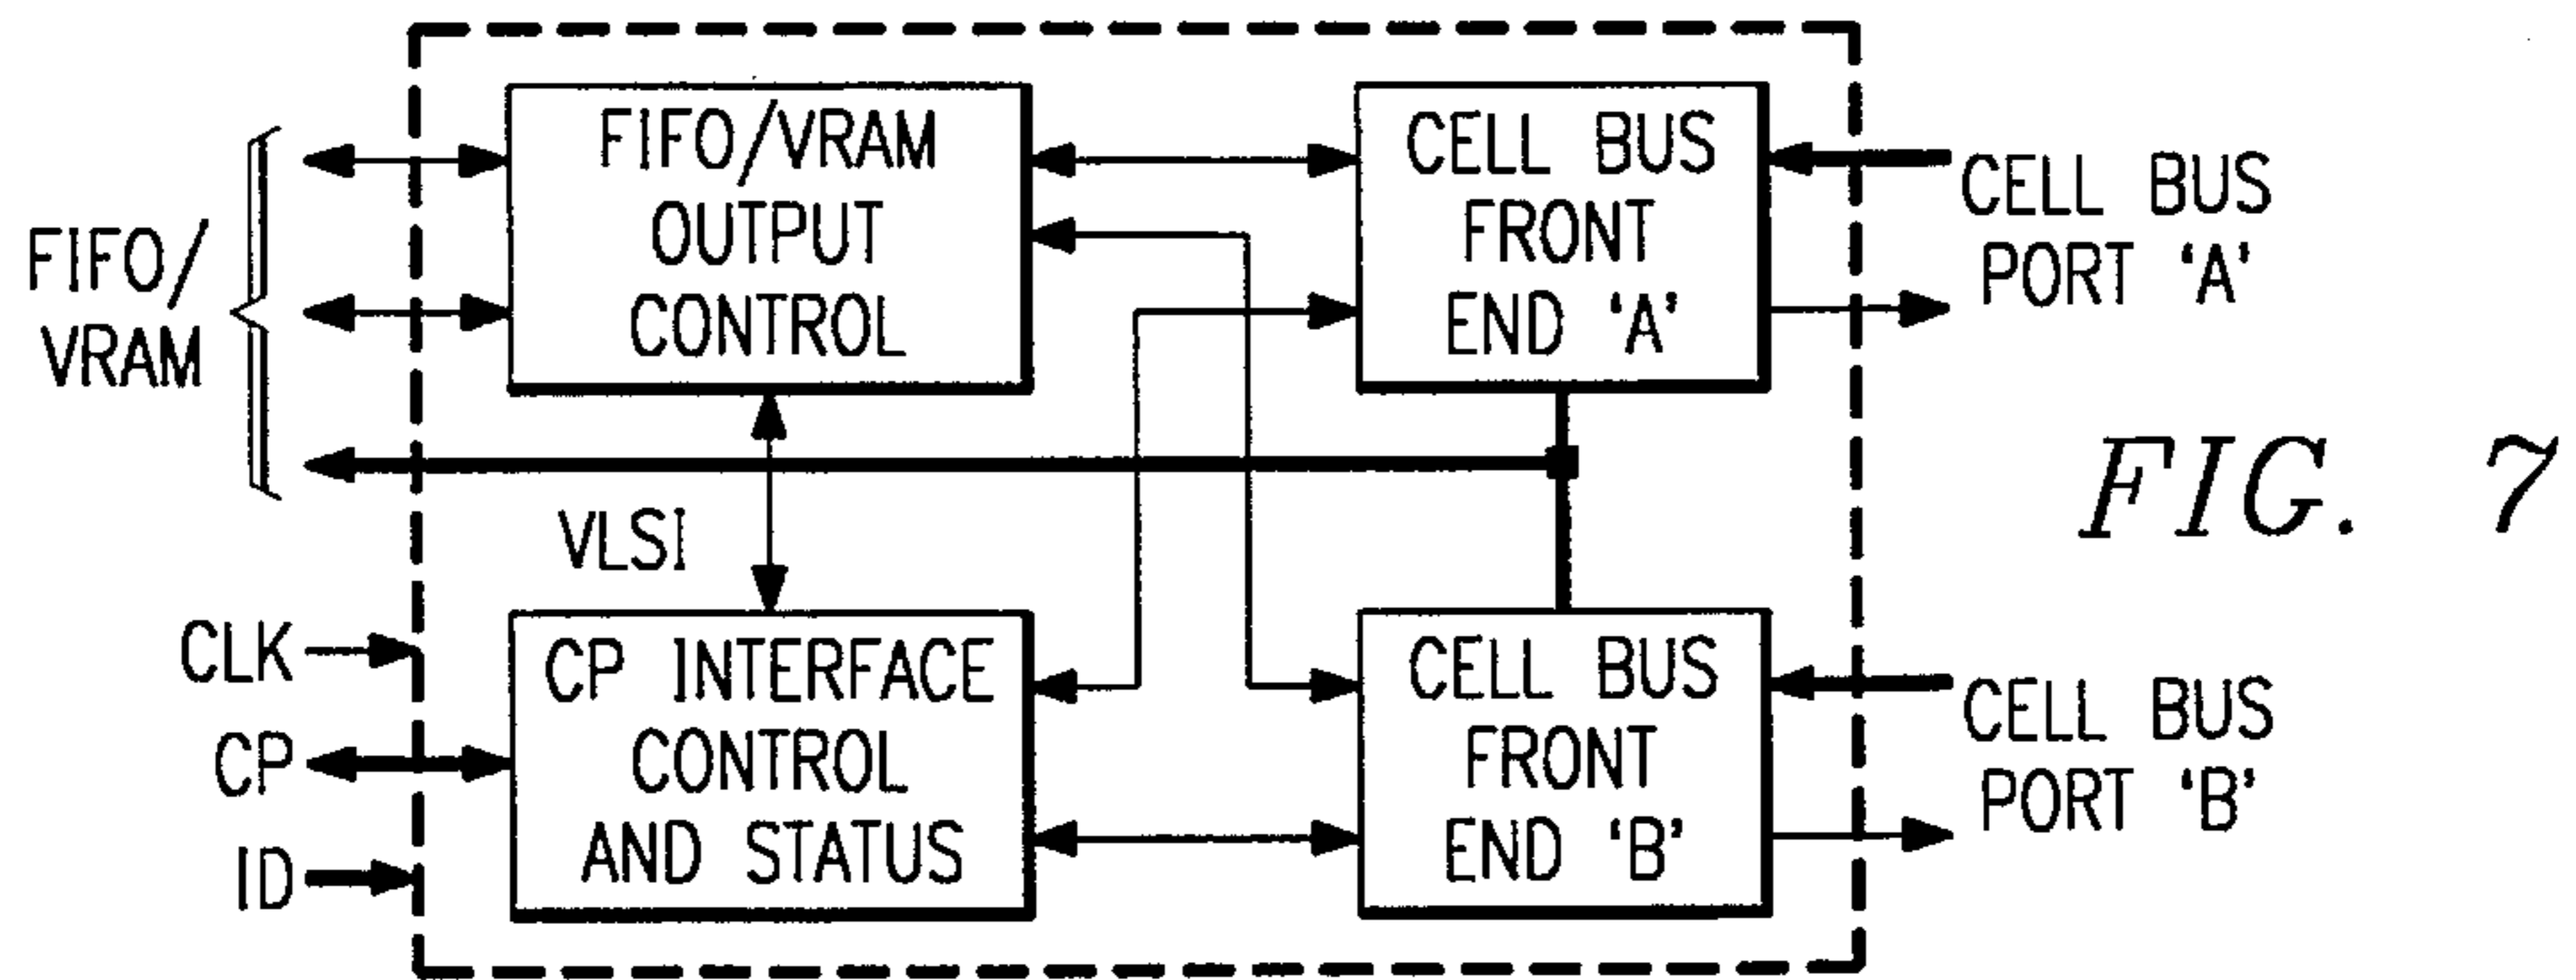 FIFO/
VRAM
FIFO/VRAM
OUTPUT
CONTROL
CELL BUS
FRONT
END 'A'
CELL BUS
PORT 'A'
FIG. 7
VLSI
CLK
CP
ID
CP INTERFACE
CONTROL
AND STATUS
CELL BUS
FRONT
END 'B'
CELL BUS
PORT 'B'